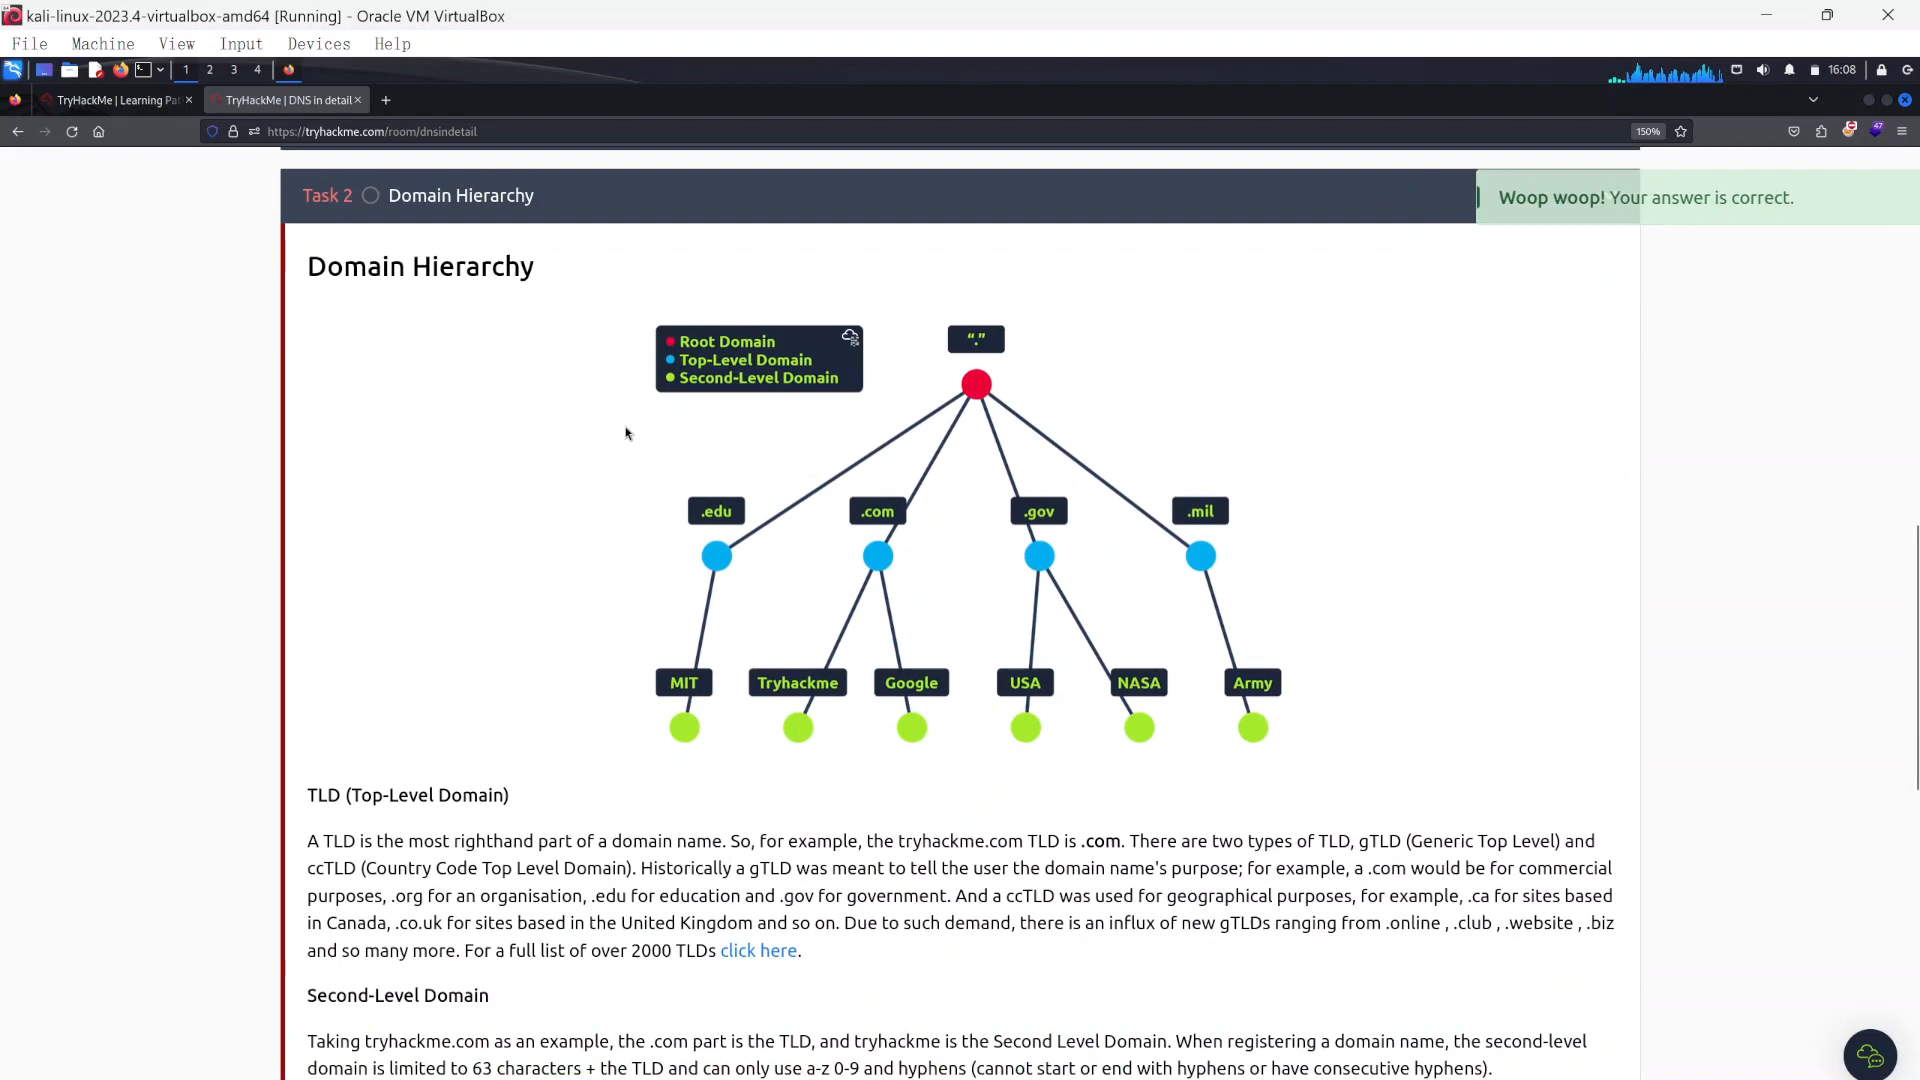 kali-linux-2023.4-virtualbox-amd64 [Running] - Oracle VM VirtualBox
File Machine View Input Devices Help
1 2 3 4 16:08
TryHackMe | Learning Pat TryHackMe | DNS in detail
https://tryhackme.com/room/dnsindetail 150% 47
Task 2 Domain Hierarchy
Woop woop! Your answer is correct.
Domain Hierarchy
Root Domain
Top-Level Domain
Second-Level Domain
“.”
.edu .com .gov .mil
MIT Tryhackme Google USA NASA Army
TLD (Top-Level Domain)
A TLD is the most righthand part of a domain name. So, for example, the tryhackme.com TLD is .com. There are two types of TLD, gTLD (Generic Top Level) and
ccTLD (Country Code Top Level Domain). Historically a gTLD was meant to tell the user the domain name's purpose; for example, a .com would be for commercial
purposes, .org for an organisation, .edu for education and .gov for government. And a ccTLD was used for geographical purposes, for example, .ca for sites based
in Canada, .co.uk for sites based in the United Kingdom and so on. Due to such demand, there is an influx of new gTLDs ranging from .online , .club , .website , .biz
and so many more. For a full list of over 2000 TLDs click here.
Second-Level Domain
Taking tryhackme.com as an example, the .com part is the TLD, and tryhackme is the Second Level Domain. When registering a domain name, the second-level
domain is limited to 63 characters + the TLD and can only use a-z 0-9 and hyphens (cannot start or end with hyphens or have consecutive hyphens).